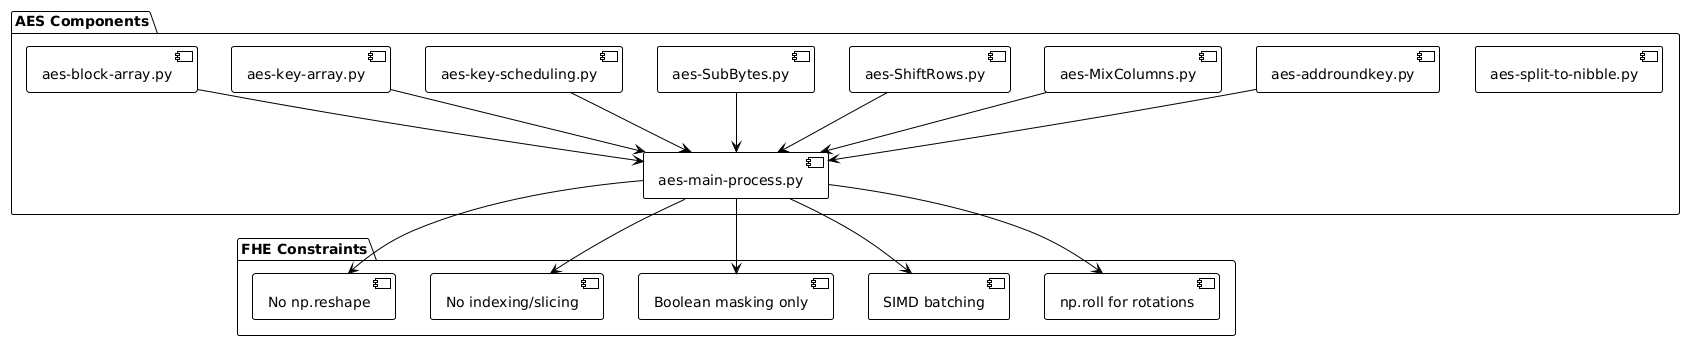 AES Components
aes-block-array.py
aes-key-array.py
aes-key-scheduling.py
aes-SubBytes.py
aes-ShiftRows.py
aes-MixColumns.py
aes-addroundkey.py
aes-split-to-nibble.py
aes-main-process.py
FHE Constraints
No np.reshape
No indexing/slicing
Boolean masking only
SIMD batching
np.roll for rotations